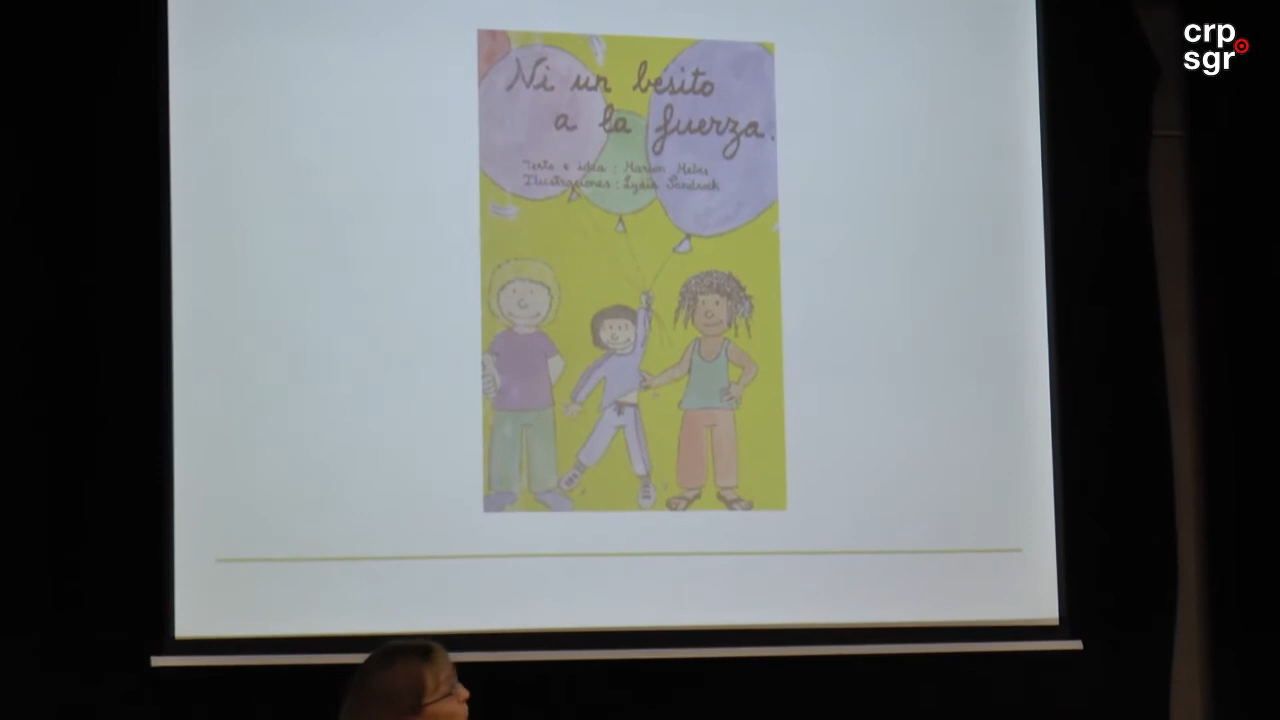 crp
sgr
Ni un besito
a la fuerza.
Texto e idea : Marion Mebes
Ilustraciones : Lydia Sandrock